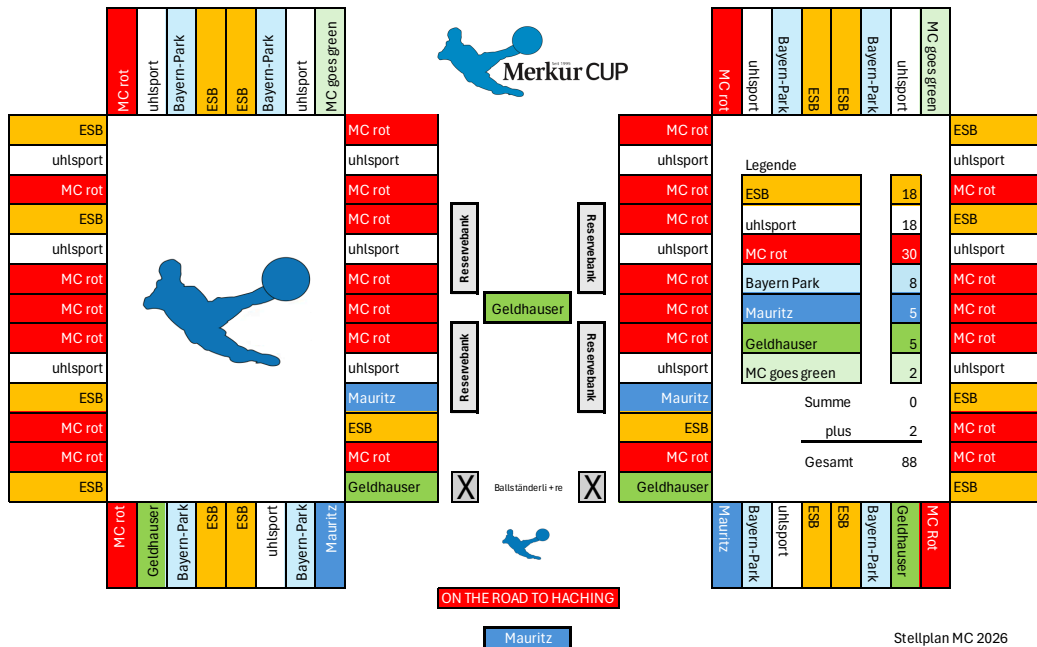 MC rot
uhlsport
Bayern-Park
ESB
ESB
Bayern-Park
uhlsport
MC goes green
Seit 1995
Merkur CUP
MC rot
uhlsport
Bayern-Park
ESB
ESB
Bayern-Park
uhlsport
MC goes green
ESB
uhlsport
MC rot
ESB
uhlsport
MC rot
MC rot
MC rot
uhlsport
ESB
MC rot
MC rot
ESB
MC rot
uhlsport
MC rot
MC rot
uhlsport
MC rot
MC rot
MC rot
uhlsport
Mauritz
ESB
MC rot
Geldhauser
Reservebank
Reservebank
Geldhauser
Reservebank
Reservebank
X Ballständer li + re X
MC rot
uhlsport
MC rot
MC rot
uhlsport
MC rot
MC rot
MC rot
uhlsport
Mauritz
ESB
MC rot
Geldhauser
Legende
ESB 18
uhlsport 18
MC rot 30
Bayern Park 8
Mauritz 5
Geldhauser 5
MC goes green 2
Summe 0
plus 2
Gesamt 88
ESB
uhlsport
MC rot
ESB
uhlsport
MC rot
MC rot
MC rot
uhlsport
ESB
MC rot
MC rot
ESB
MC rot
Geldhauser
Bayern-Park
ESB
ESB
uhlsport
Bayern-Park
Mauritz
Mauritz
Bayern-Park
uhlsport
ESB
ESB
Bayern-Park
Geldhauser
MC Rot
ON THE ROAD TO HACHING
Mauritz
Stellplan MC 2026